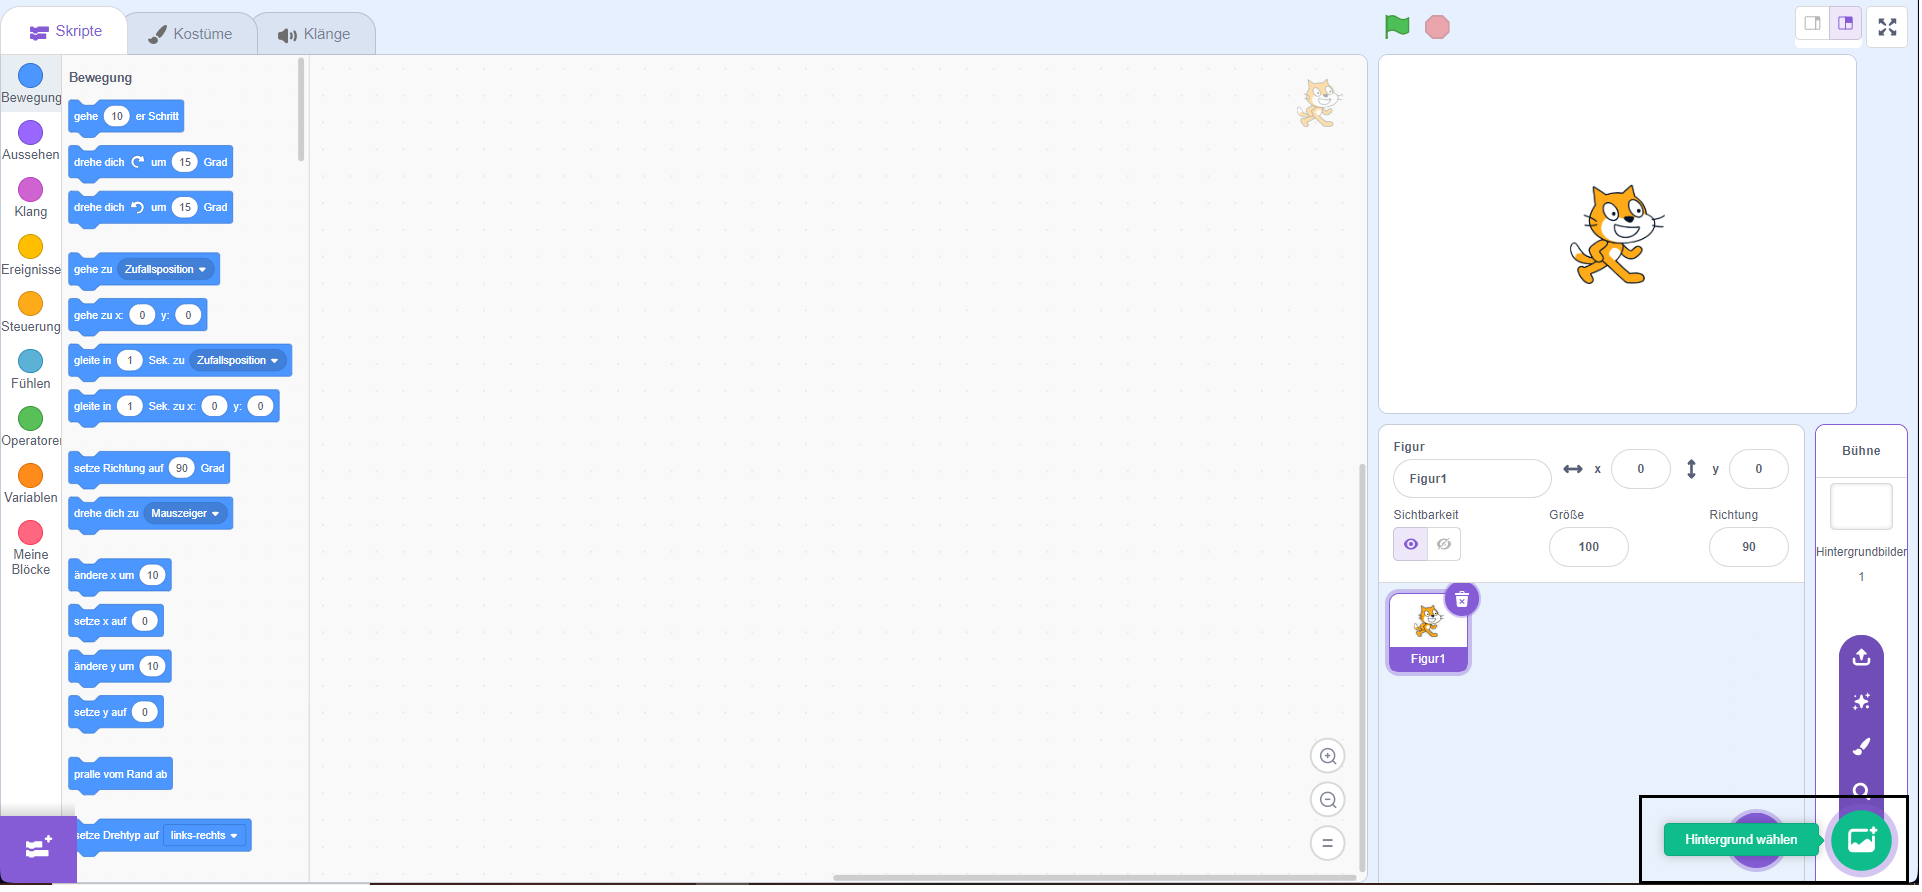 Skripte
Kostüme
Klänge
Bewegung
Aussehen
Klang
Ereignisse
Steuerung
Fühlen
Operatore
Variablen
Meine
Blöcke
Bewegung
gehe 10 er Schritt
drehe dich um 15 Grad
drehe dich um 15 Grad
gehe zu Zufallsposition
gehe zu x: 0 y: 0
gleite in 1 Sek. zu Zufallsposition
gleite in 1 Sek. zu x: 0 y: 0
setze Richtung auf 90 Grad
drehe dich zu Mauszeiger
ändere x um 10
setze x auf 0
ändere y um 10
setze y auf 0
pralle vom Rand ab
setze Drehtyp auf links-rechts
Figur
Figur1
x 0
y 0
Sichtbarkeit
Größe
100
Richtung
90
Figur1
Bühne
Hintergrundbilder
1
Hintergrund wählen